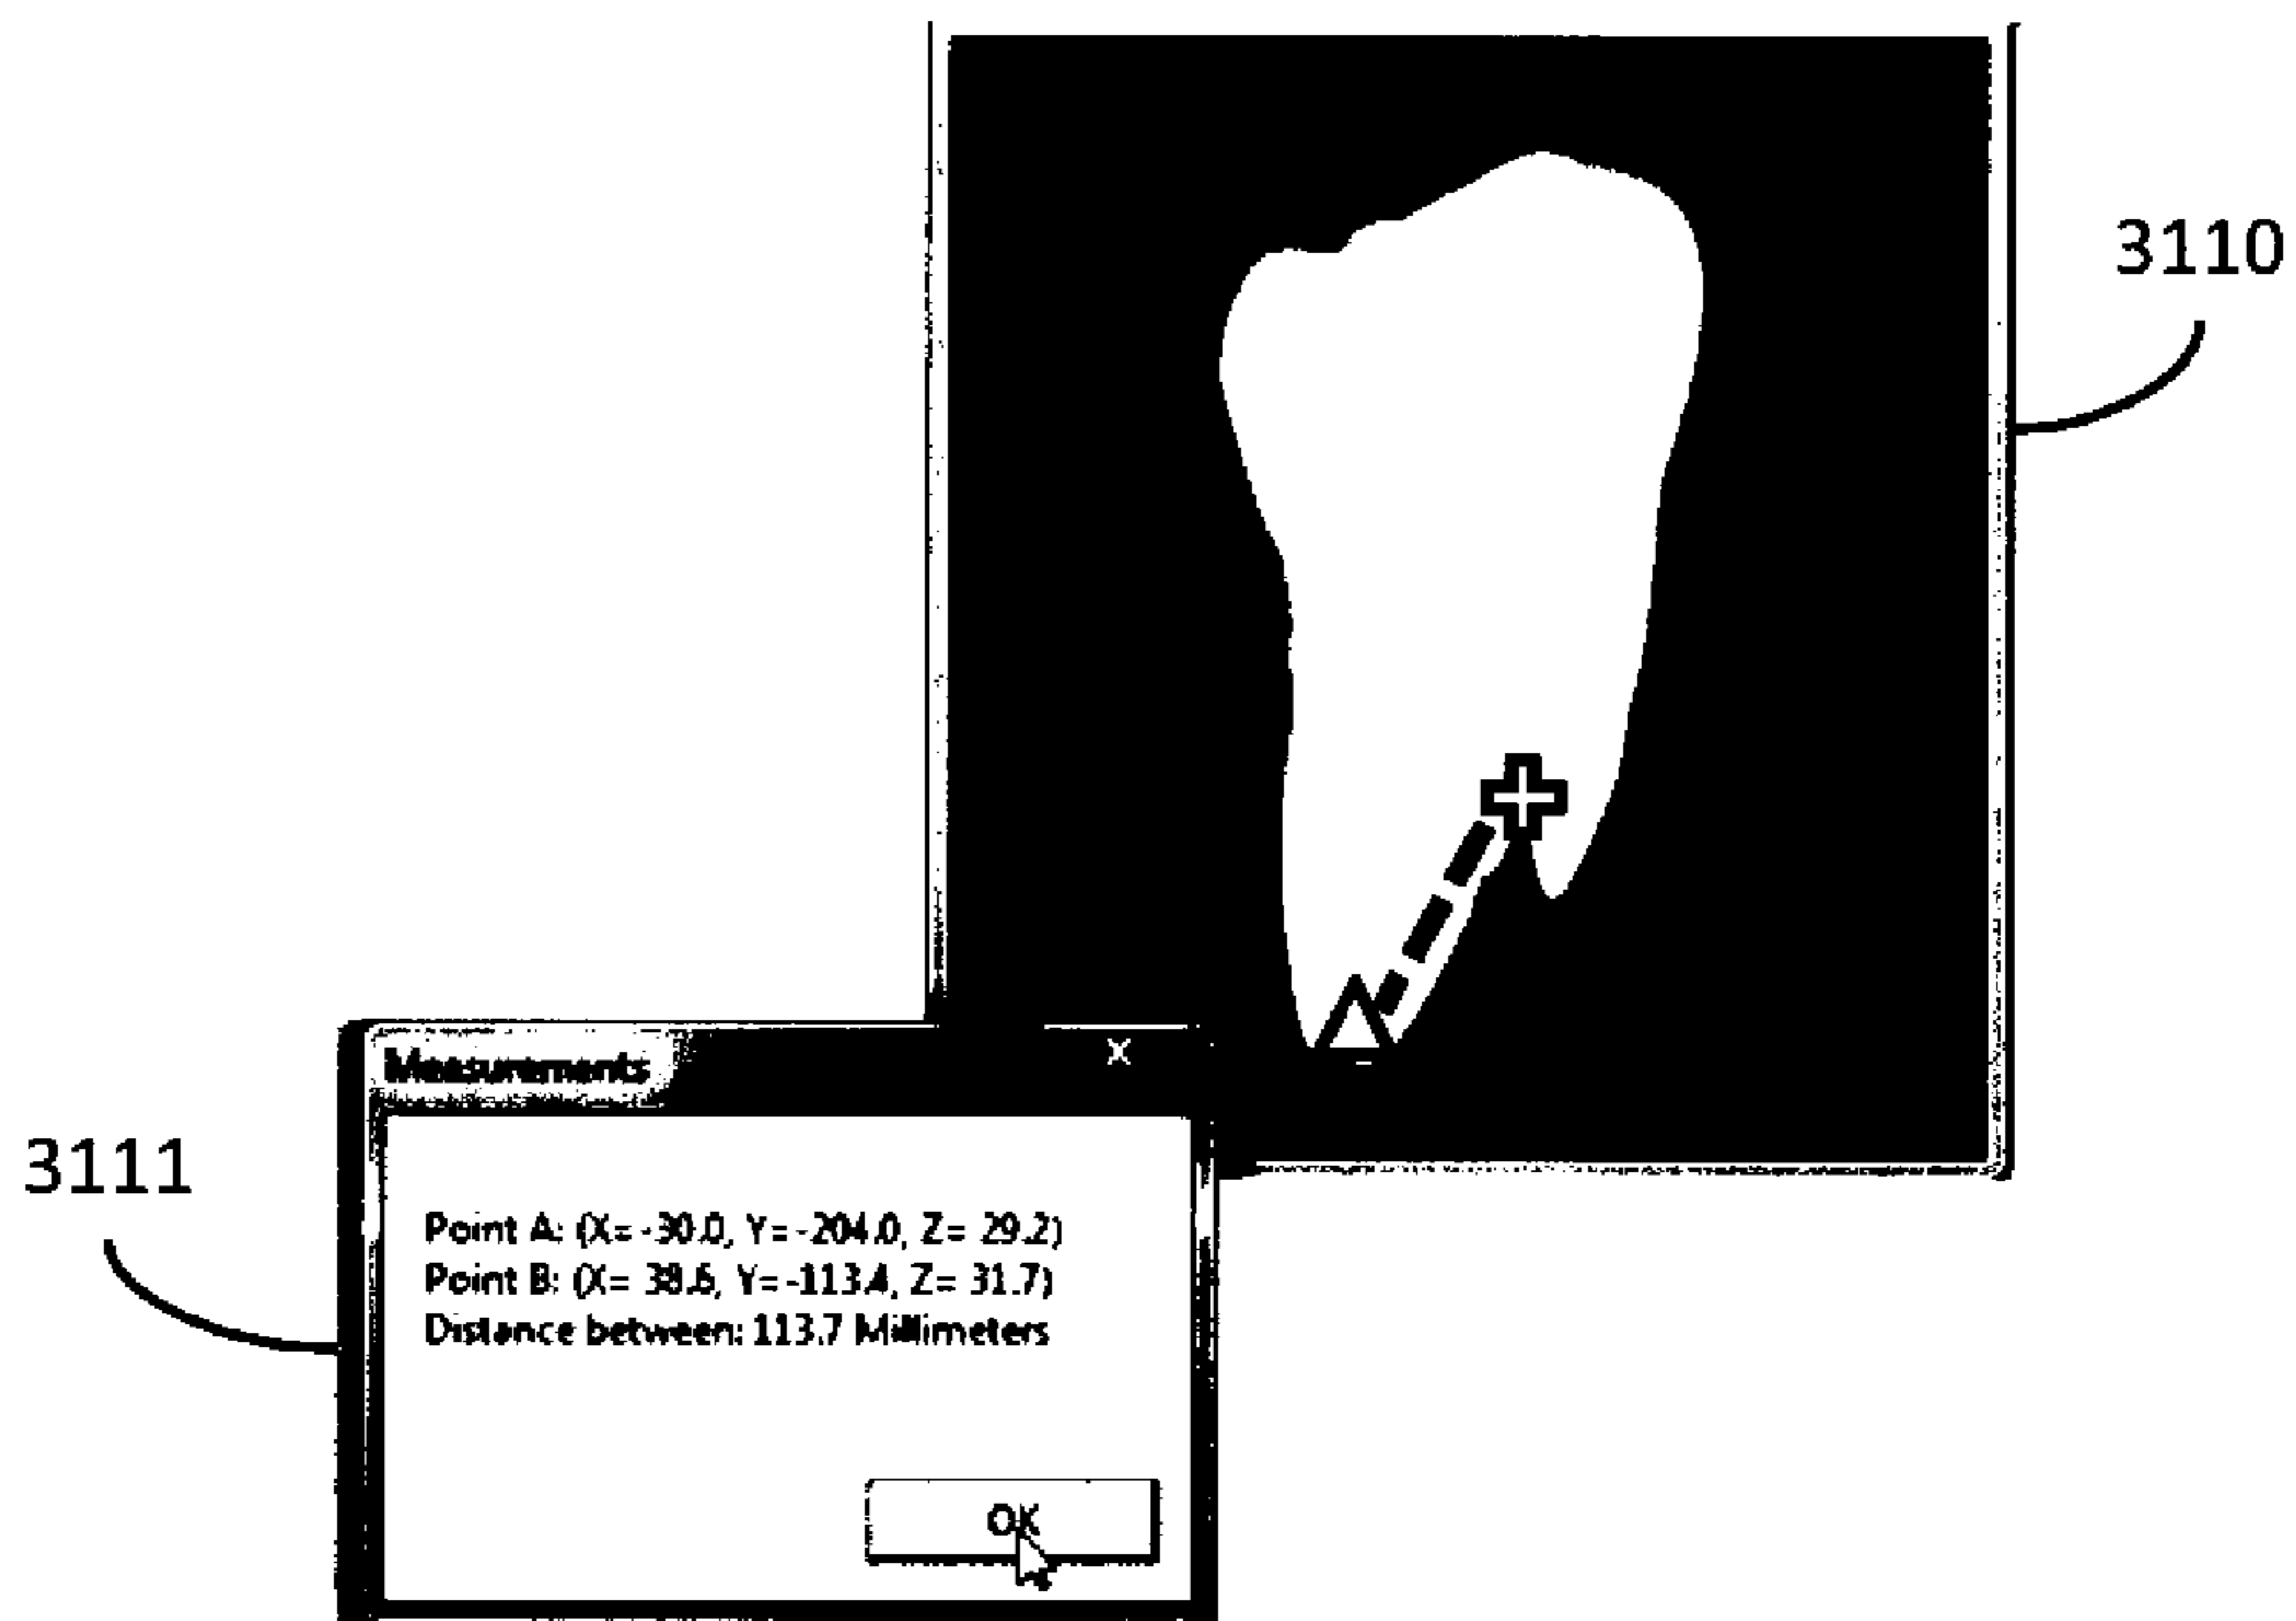 3110
Measurements
X
3111
Point A: (X= -30.0, Y= -204.0, Z= 29.2)
Point B: (X= 38.6, Y= -113.4, Z= 31.7)
Distance between: 113.7 Millimeters
OK